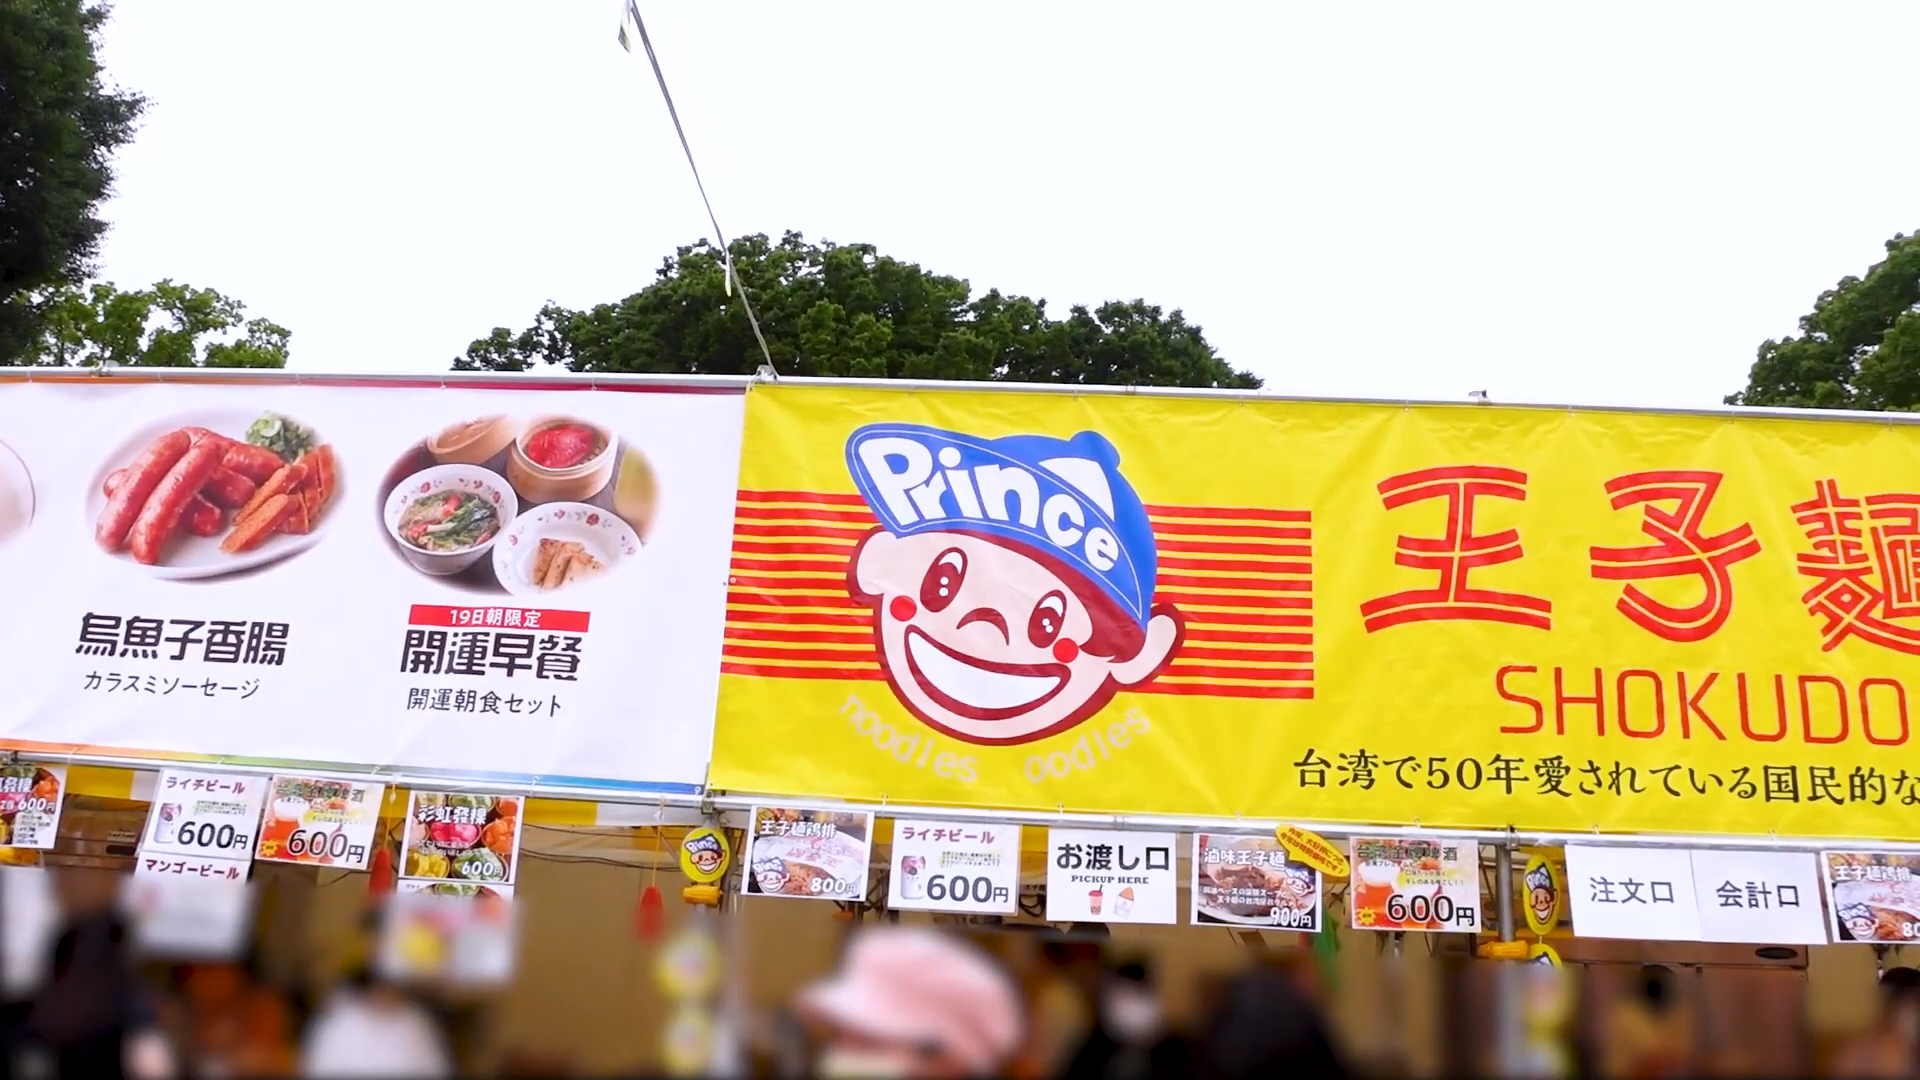 烏魚子香腸
カラスミソーセージ
19日朝限定
開運早餐
開運朝食セット
Prince
noodles oodles
王子麺
SHOKUDO
台湾で50年愛されている国民的な
600円
ライチビール
600円
マンゴービール
600円
彩虹發粿
600円
王子麺鶏排
800円
ライチビール
600円
お渡し口
PICKUP HERE
滷味王子麺
900円
600円
注文口
会計口
王子麺鶏排